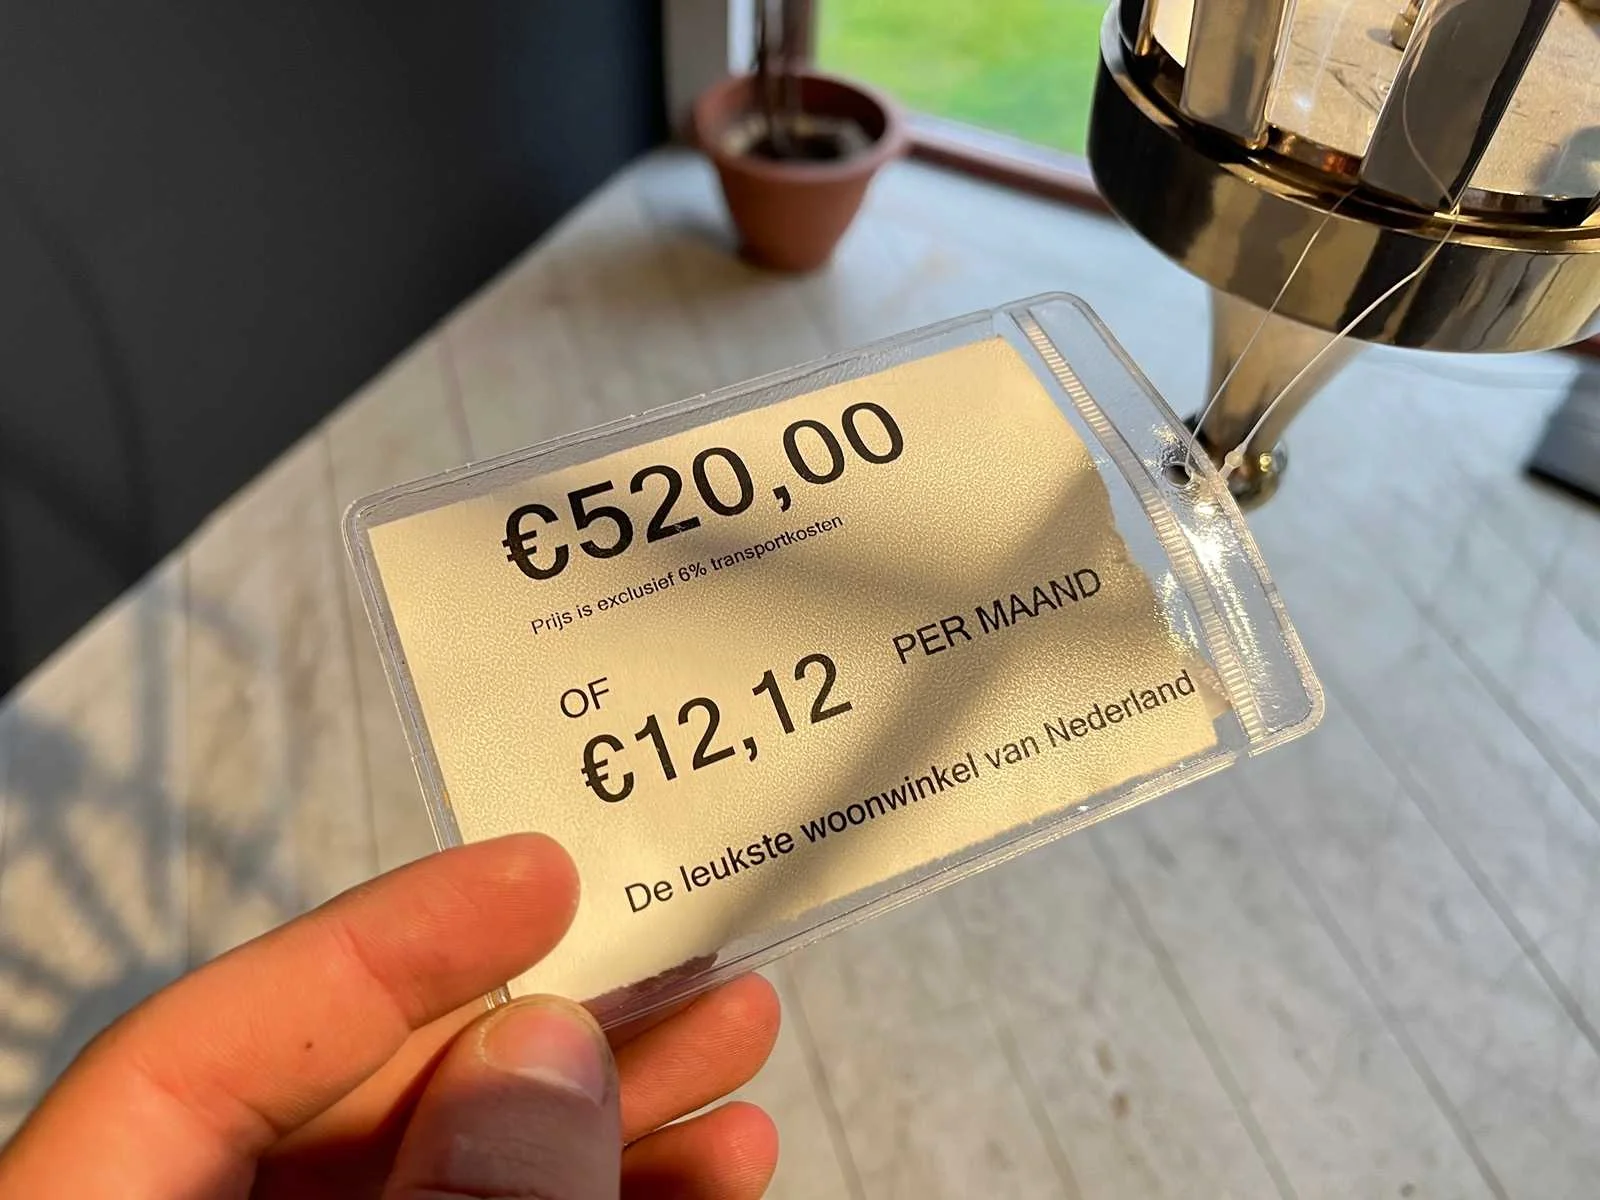 €520,00
Prijs is exclusief 6% transportkosten
OF
€12,12 PER MAAND
De leukste woonwinkel van Nederland